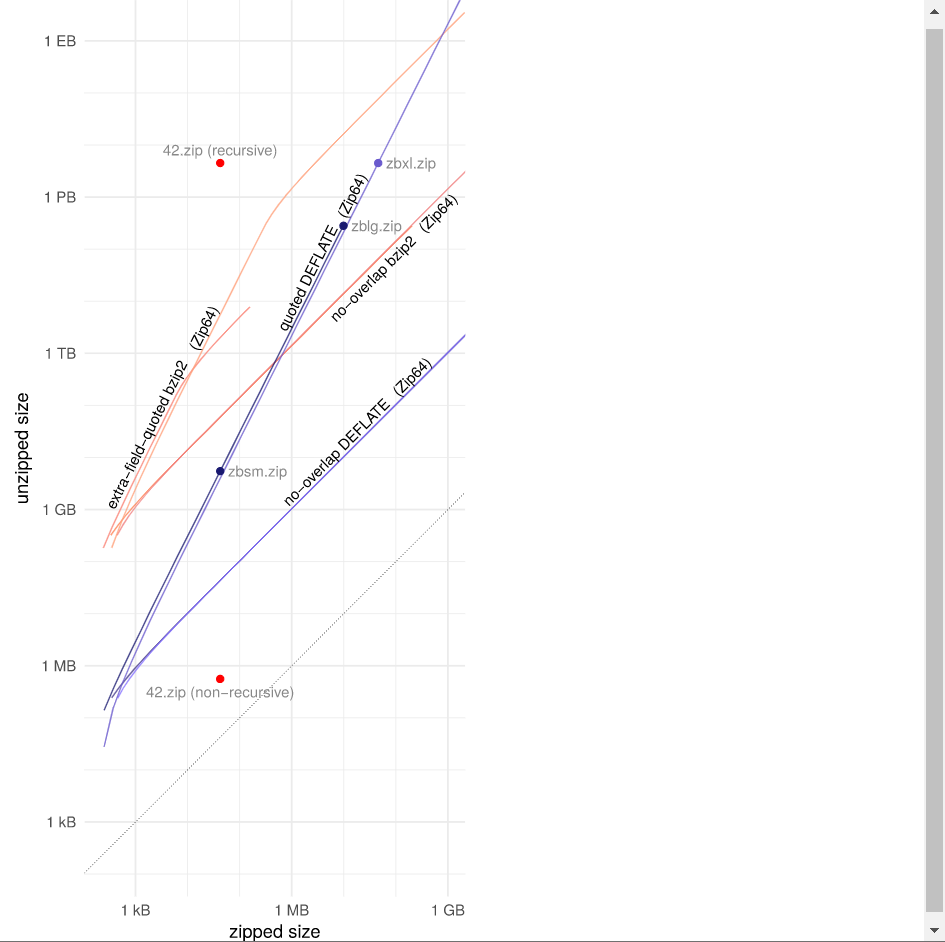 1 EB
42.zip (recursive)
zbxl.zip
1 PB
quoted DEFLATE (Zip64)
zblg.zip
no−overlap bzip2 (Zip64)
extra−field−quoted bzip2 (Zip64)
1 TB
no−overlap DEFLATE (Zip64)
unzipped size
zbsm.zip
1 GB
1 MB
42.zip (non−recursive)
1 kB
1 kB
1 MB
1 GB
zipped size